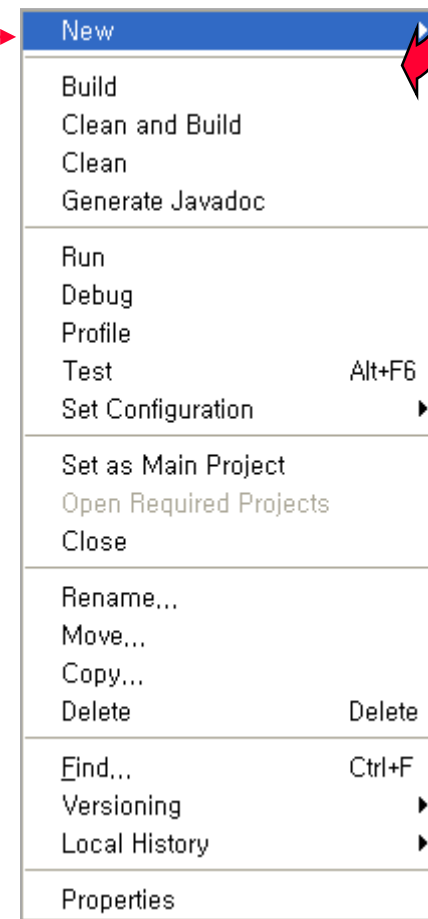 New
Build
Clean and Build
Clean
Generate Javadoc
Run
Debug
Profile
Test Alt+F6
Set Configuration
Set as Main Project
Open Required Projects
Close
Rename,,,
Move,,,
Copy,,,
Delete Delete
Find,,, Ctrl+F
Versioning
Local History
Properties